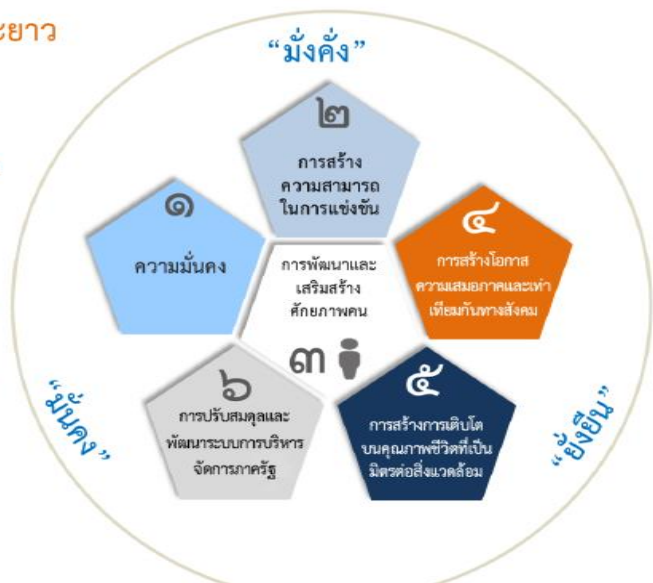 ะยาว
“มั่งคั่ง”
๒
การสร้าง
ความสามารถ
ในการแข่งขัน
๑
ความมั่นคง
๔
การสร้างโอกาส
ความเสมอภาคและเท่า
เทียมกันทางสังคม
การพัฒนาและ
เสริมสร้าง
ศักยภาพคน
๓
๖
การปรับสมดุลและ
พัฒนาระบบการบริหาร
จัดการภาครัฐ
๕
การสร้างการเติบโต
บนคุณภาพชีวิตที่เป็น
มิตรต่อสิ่งแวดล้อม
“มั่นคง”
“ยั่งยืน”